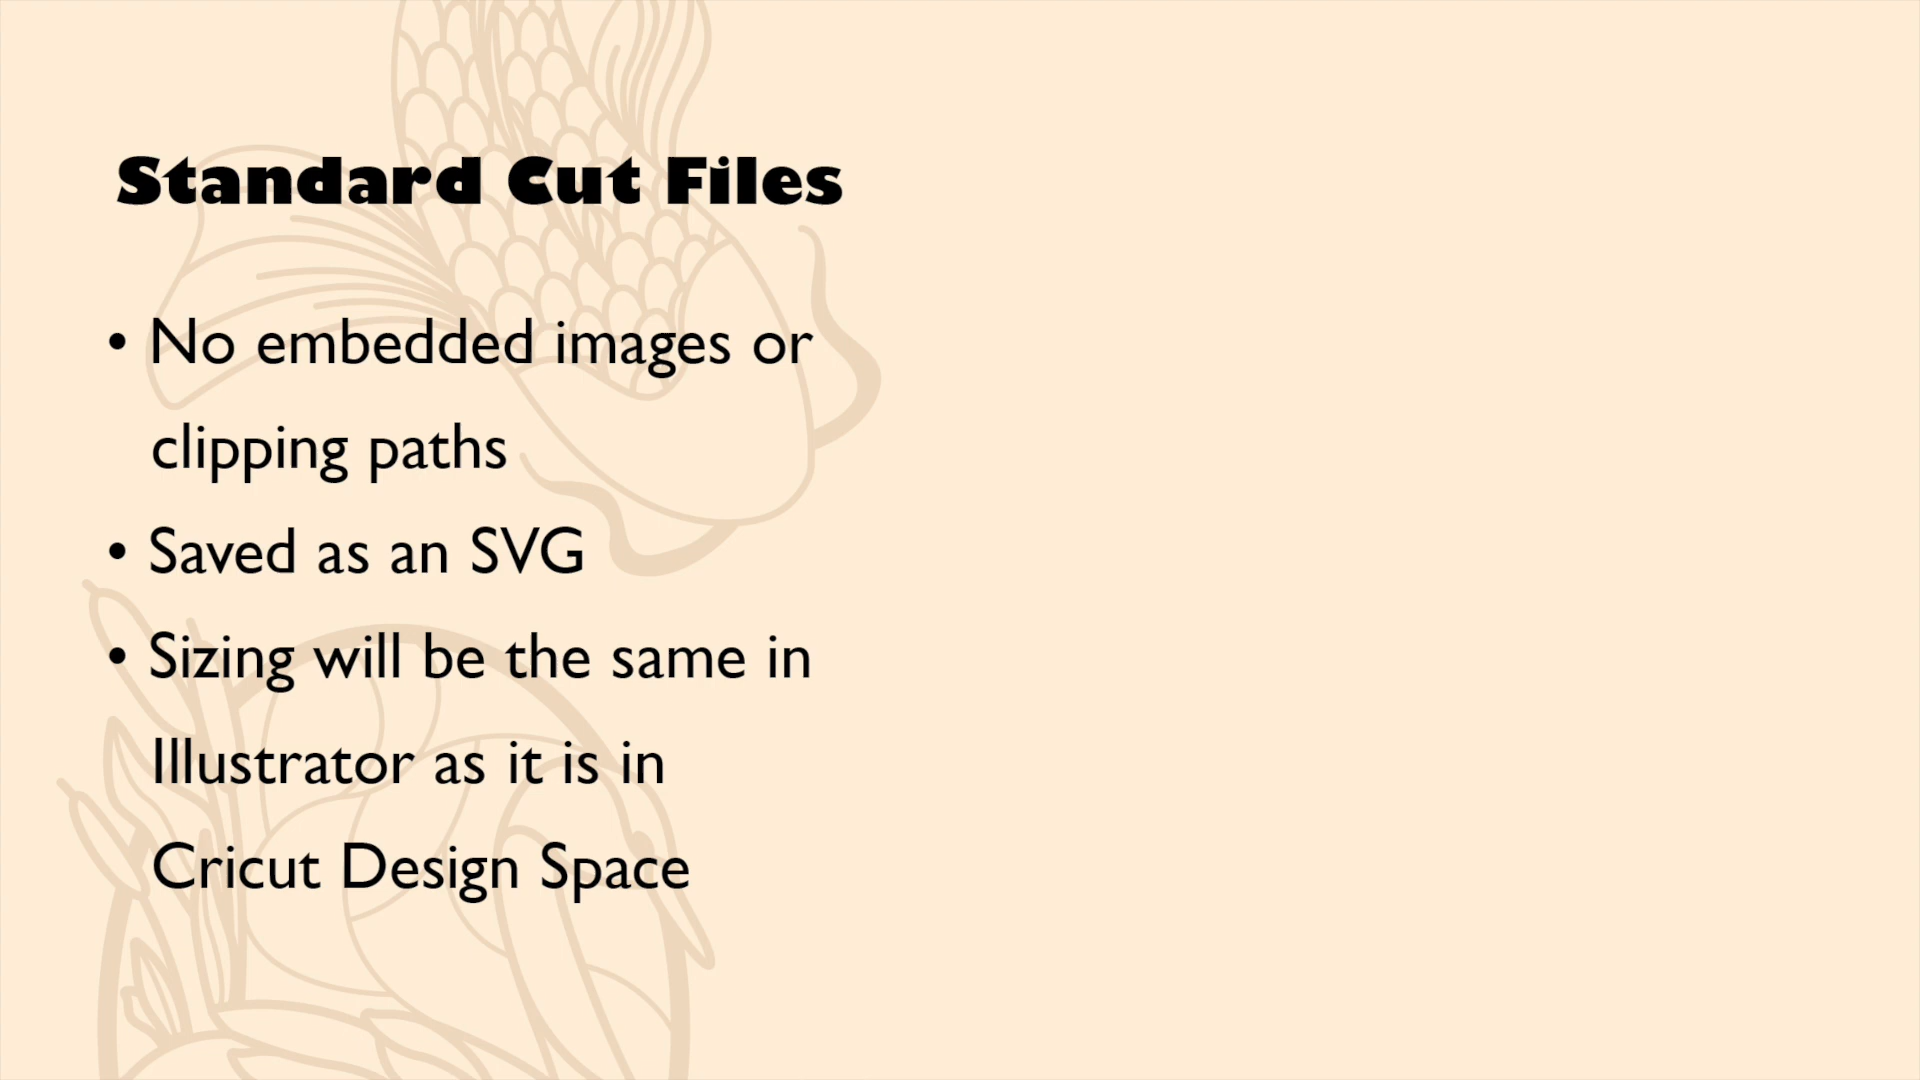 Standard Cut Files
• No embedded images or
clipping paths
• Saved as an SVG
• Sizing will be the same in
Illustrator as it is in
Cricut Design Space